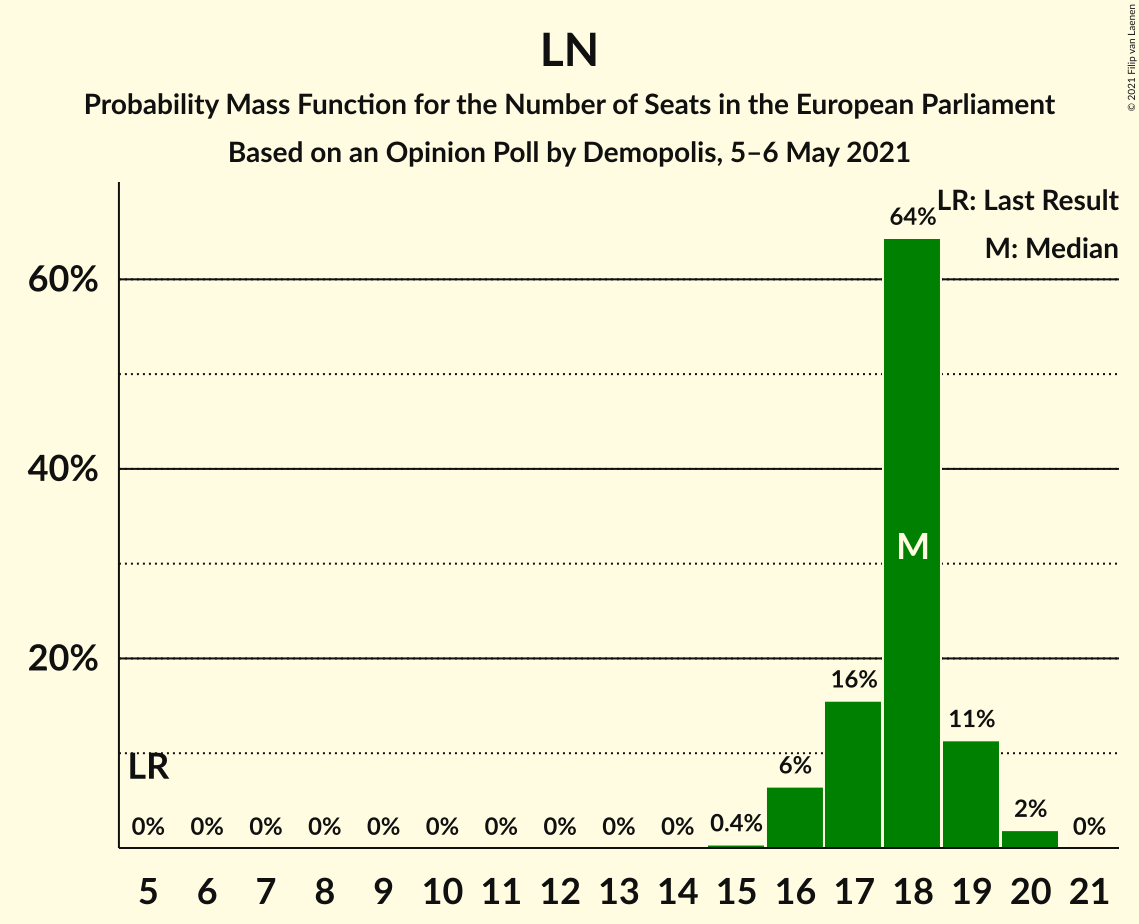 LN
Probability Mass Function for the Number of Seats in the European Parliament
Based on an Opinion Poll by Demopolis, 5–6 May 2021
© 2021 Filip van Laenen
LR: Last Result
M: Median
60%
40%
20%
LR
M
0% 0% 0% 0% 0% 0% 0% 0% 0% 0% 0.4% 6% 16% 64% 11% 2% 0%
5 6 7 8 9 10 11 12 13 14 15 16 17 18 19 20 21